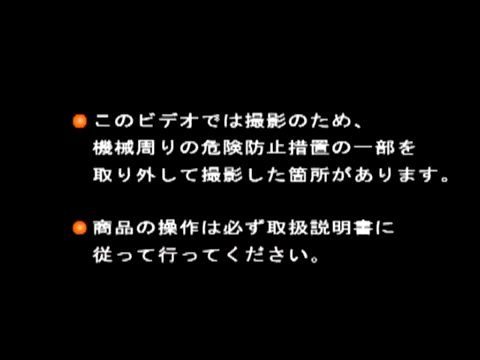 このビデオでは撮影のため、
機械周りの危険防止措置の一部を
取り外して撮影した箇所があります。
商品の操作は必ず取扱説明書に
従って行ってください。